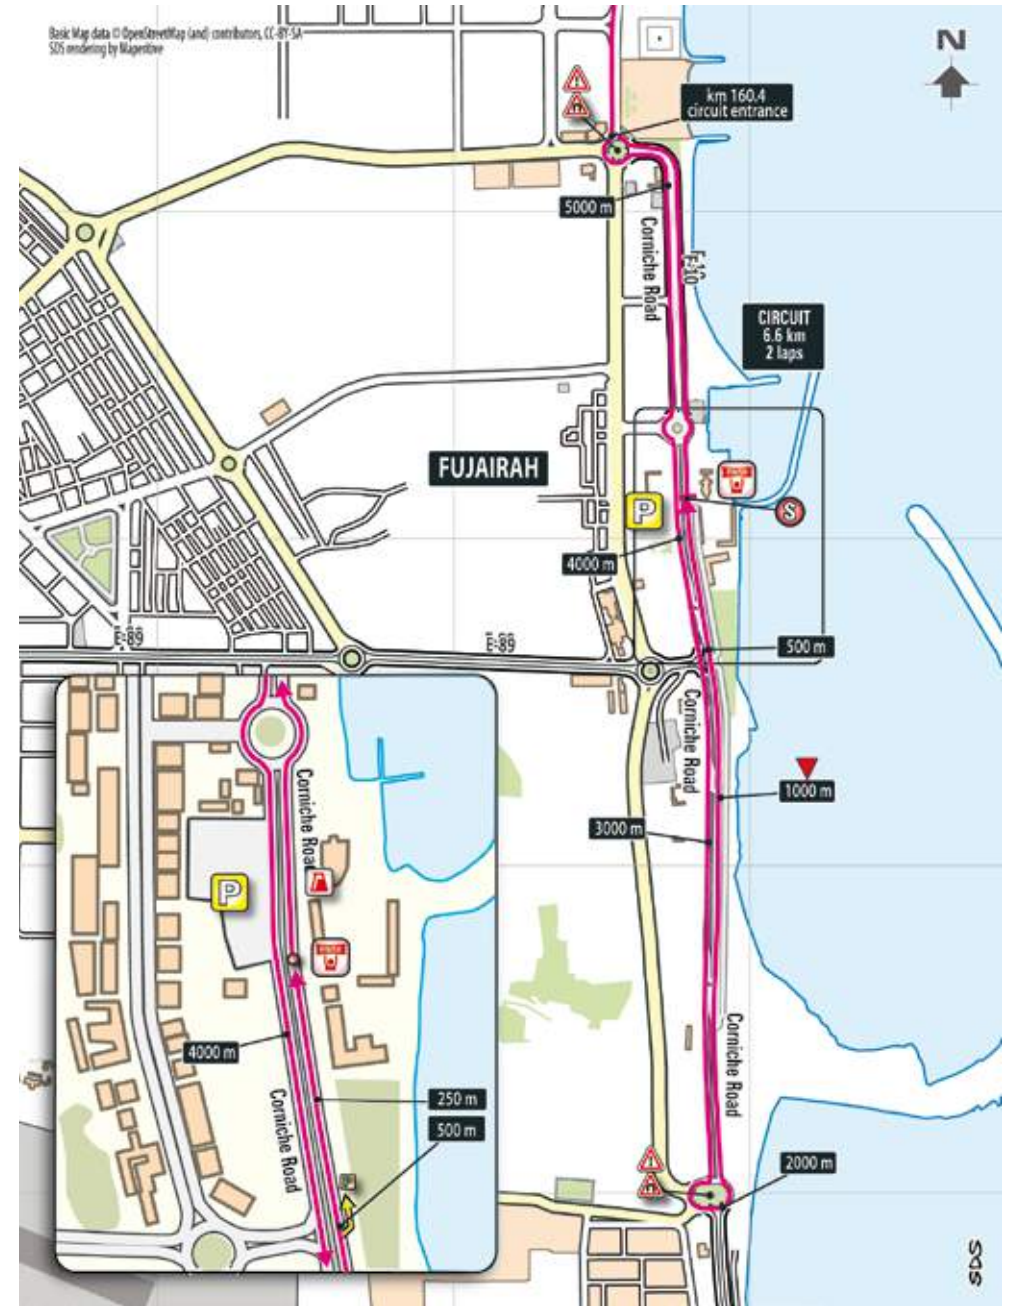 Basic Map data © OpenStreetMap (and) contributors, CC-BY-SA
SDS rendering by Mapentree
N
km 160.4
circuit entrance
5000 m
Corniche Road
F-10
F-10
CIRCUIT
6.6 km
2 laps
FUJAIRAH
P
S
4000 m
500 m
E-89
E-89
Corniche Road
1000 m
3000 m
Corniche Road
P
4000 m
Corniche Road
250 m
500 m
Corniche Road
2000 m
SDS